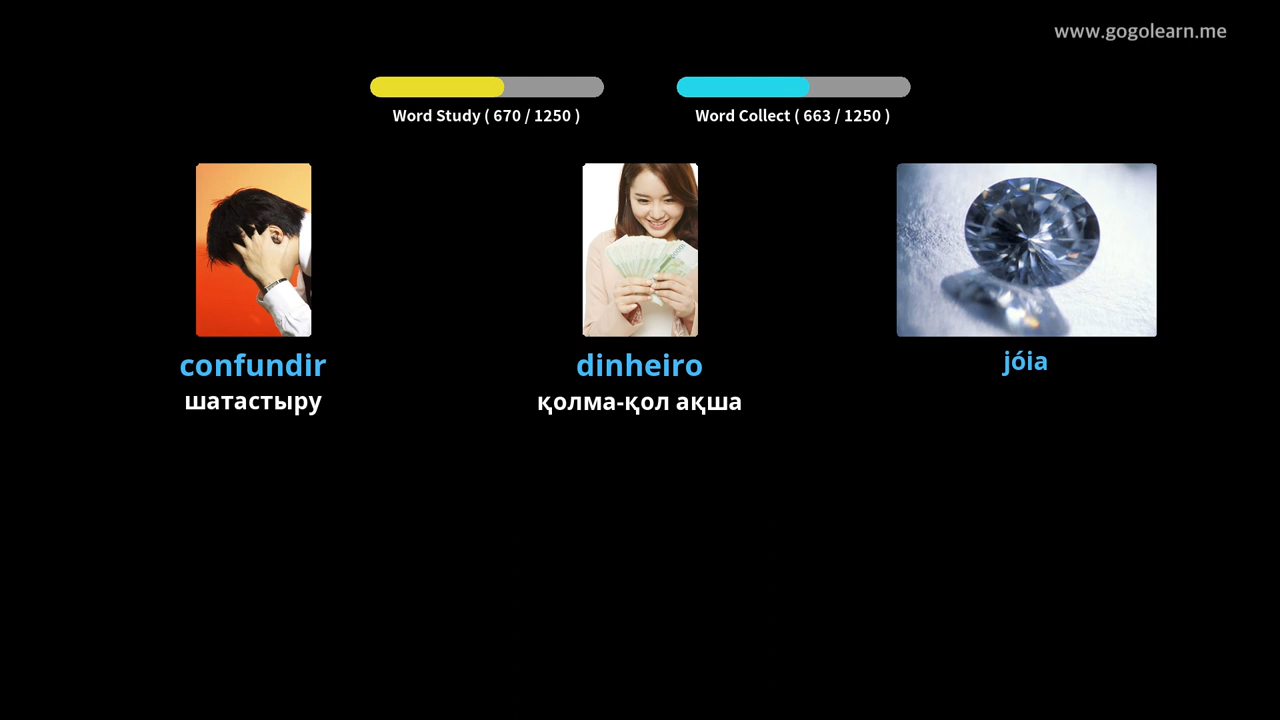 www.gogolearn.me
Word Study ( 670 / 1250 )
Word Collect ( 663 / 1250 )
confundir
шатастыру
dinheiro
қолма-қол ақша
jóia